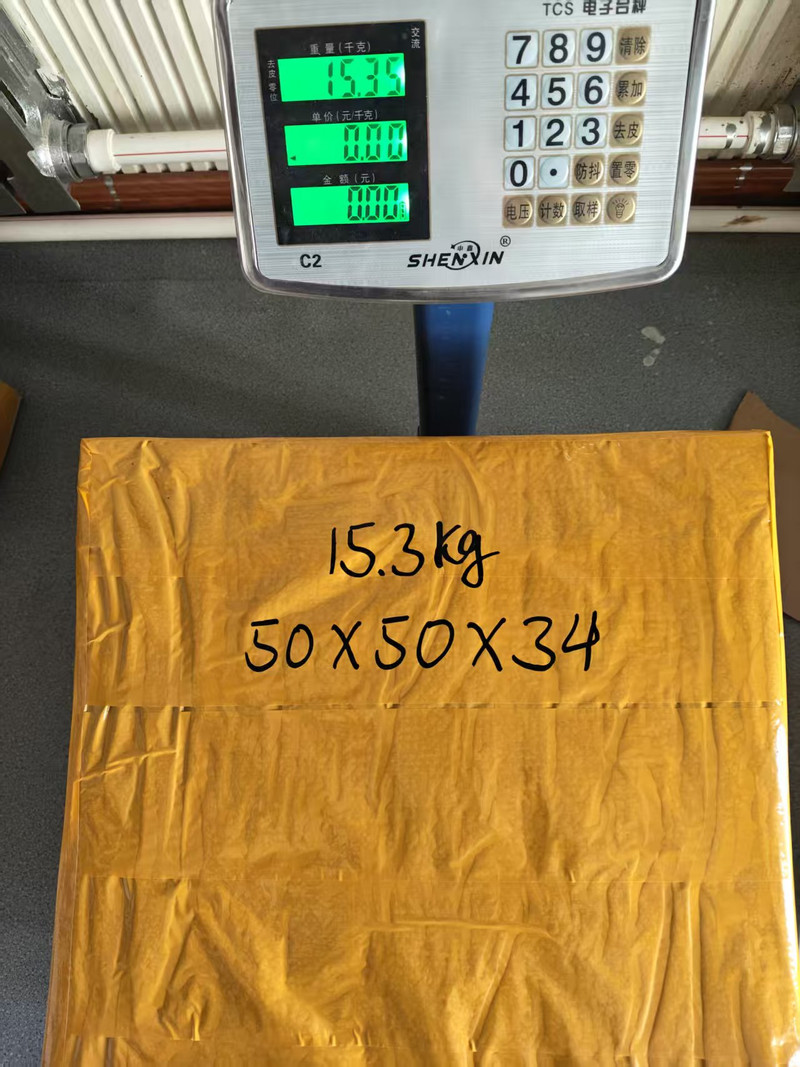 TCS 电子台秤
重量(千克)
交流
去皮 零位
15.35
单价(元/千克)
0.00
金额(元)
0.00
7 8 9 清除
4 5 6 累加
1 2 3 去皮
0 · 防抖 置零
电压 计数 取样
C2
申鑫
SHENXIN®
15.3kg
50X50X34